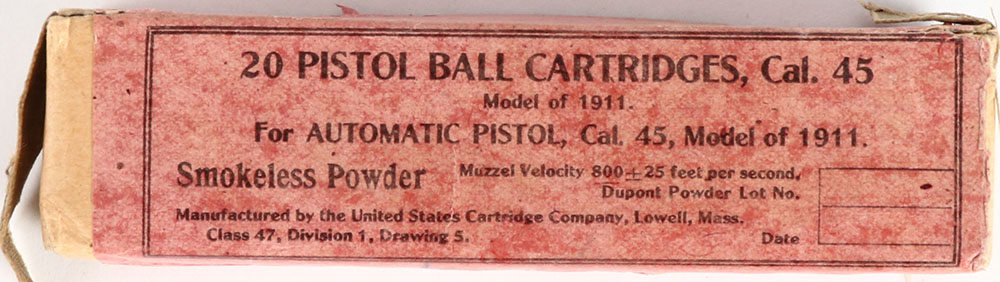 20 PISTOL BALL CARTRIDGES, Cal. 45
Model of 1911.
For AUTOMATIC PISTOL, Cal. 45, Model of 1911.
Smokeless Powder
Muzzel Velocity 800 ± 25 feet per second,
Dupont Powder Lot No.
Manufactured by the United States Cartridge Company, Lowell, Mass.
Class 47, Division 1, Drawing 5.
Date